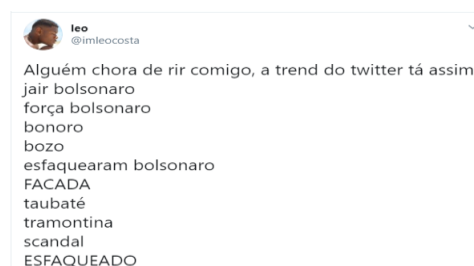 leo
@imleocosta
Alguém chora de rir comigo, a trend do twitter tá assim
jair bolsonaro
força bolsonaro
bonoro
bozo
esfaquearam bolsonaro
FACADA
taubaté
tramontina
scandal
ESFAQUEADO